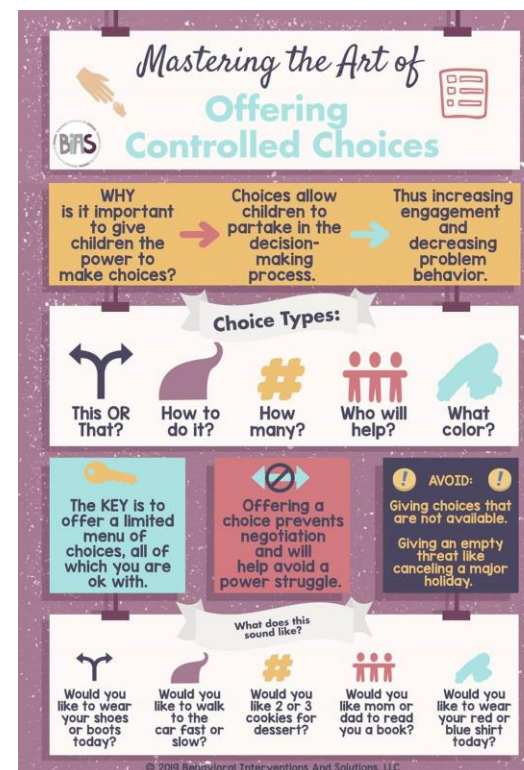 Mastering the Art of
Offering
Controlled Choices
BIAS
WHY
is it important
to give
children the
power to
make choices?
Choices allow
children to
partake in the
decision-
making
process.
Thus increasing
engagement
and
decreasing
problem
behavior.
Choice Types:
This OR
That?
How to
do it?
#
How
many?
Who will
help?
What
color?
The KEY is to
offer a limited
menu of
choices, all of
which you are
ok with.
Offering a
choice prevents
negotiation
and will
help avoid a
power struggle.
! AVOID: !
Giving choices that
are not available.
Giving an empty
threat like
canceling a major
holiday.
What does this
sound like?
Would you
like to wear
your shoes
or boots
today?
Would you
like to walk
to the
car fast or
slow?
#
Would you
like 2 or 3
cookies for
dessert?
Would you
like mom or
dad to read
you a book?
Would you
like to wear
your red or
blue shirt
today?
© 2019 Behavioral Interventions And Solutions, LLC